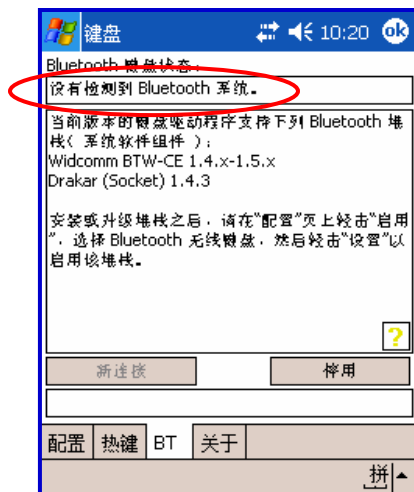 键盘 10:20 ok
Bluetooth 键盘状态:
没有检测到 Bluetooth 系统。
当前版本的键盘驱动程序支持下列 Bluetooth 堆
栈( 系统软件组件 ):
Widcomm BTW-CE 1.4.x-1.5.x
Drakar (Socket) 1.4.3
安装或升级堆栈之后,请在“配置”页上轻击“启用
”,选择 Bluetooth 无线键盘,然后轻击“设置”以
启用该堆栈。
?
新连接 停用
配置 热键 BT 关于
拼